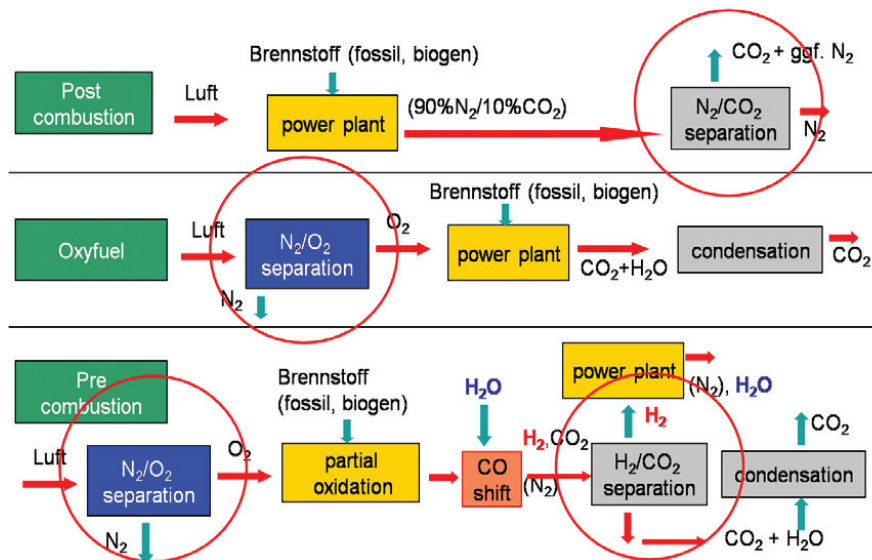 Post
combustion
Luft
Brennstoff (fossil, biogen)
power plant
(90%N₂/10%CO₂)
CO₂ + ggf. N₂
N₂/CO₂
separation
N₂
Oxyfuel
Luft
N₂/O₂
separation
N₂
O₂
Brennstoff (fossil, biogen)
power plant
CO₂+H₂O
condensation
CO₂
Pre
combustion
Luft
N₂/O₂
separation
N₂
O₂
Brennstoff
(fossil, biogen)
partial
oxidation
H₂O
CO
shift
H₂,CO₂
(N₂)
power plant
(N₂), H₂O
H₂
H₂/CO₂
separation
CO₂
condensation
CO₂ + H₂O